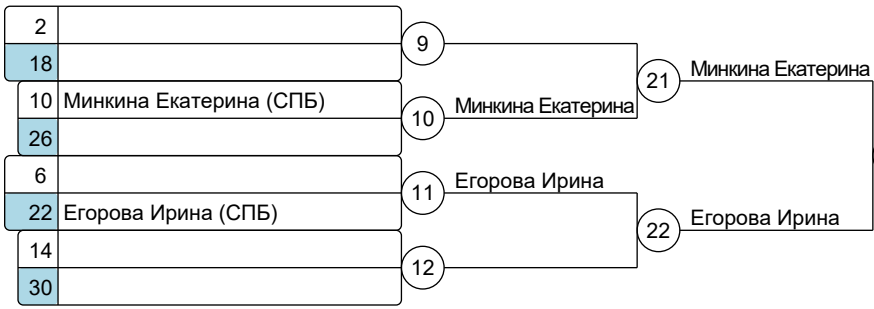 2
9
18
21 Минкина Екатерина
10 Минкина Екатерина (СПБ)
10 Минкина Екатерина
26
6
11 Егорова Ирина
22 Егорова Ирина (СПБ)
22 Егорова Ирина
14
12
30